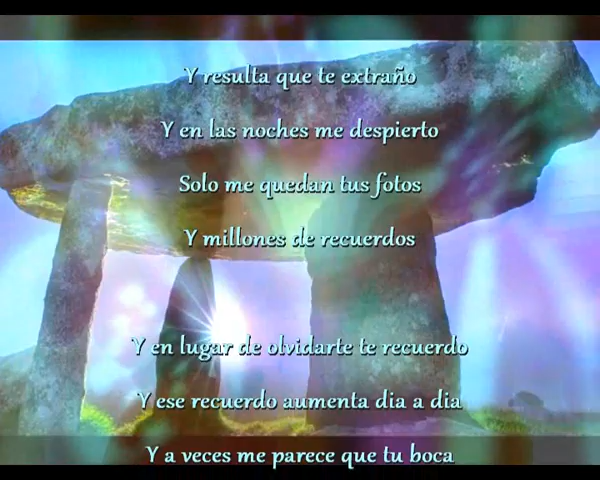 Y resulta que te extraño
Y en las noches me despierto
Solo me quedan tus fotos
Y millones de recuerdos
Y en lugar de olvidarte te recuerdo
Y ese recuerdo aumenta dia a dia
Y a veces me parece que tu boca